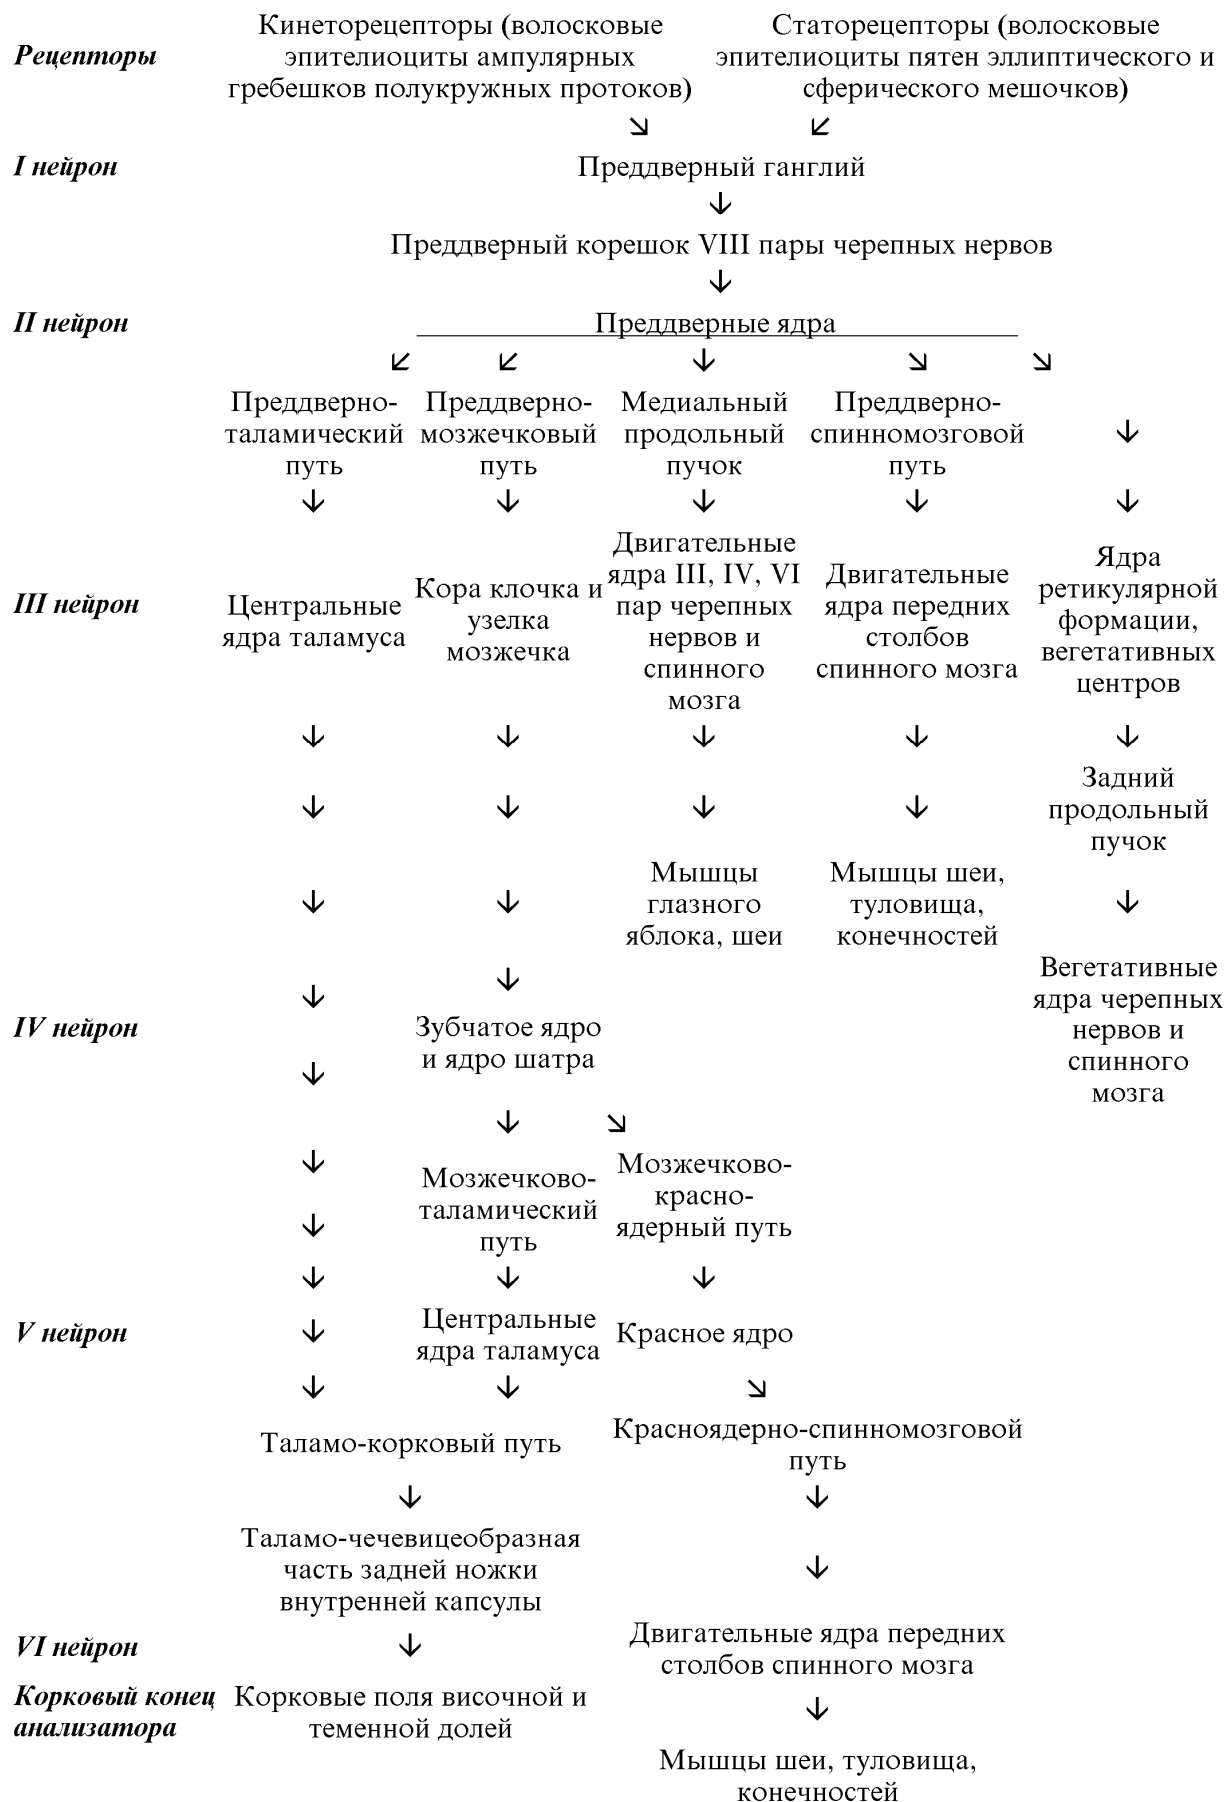 Рецепторы
Кинеторецепторы (волосковые
эпителиоциты ампулярных
гребешков полукружных протоков)
Статорецепторы (волосковые
эпителиоциты пятен эллиптического и
сферического мешочков)
I нейрон
Преддверный ганглий
Преддверный корешок VIII пары черепных нервов
II нейрон
Преддверные ядра
Преддверно-
таламический
путь
Преддверно-
мозжечковый
путь
Медиальный
продольный
пучок
Преддверно-
спинномозговой
путь
III нейрон
Центральные
ядра таламуса
Кора клочка и
узелка
мозжечка
Двигательные
ядра III, IV, VI
пар черепных
нервов и
спинного
мозга
Двигательные
ядра передних
столбов
спинного мозга
Ядра
ретикулярной
формации,
вегетативных
центров
Задний
продольный
пучок
Мышцы
глазного
яблока, шеи
Мышцы шеи,
туловища,
конечностей
IV нейрон
Зубчатое ядро
и ядро шатра
Вегетативные
ядра черепных
нервов и
спинного
мозга
Мозжечково-
таламический
путь
Мозжечково-
красно-
ядерный путь
V нейрон
Центральные
ядра таламуса
Красное ядро
Таламо-корковый путь
Красноядерно-спинномозговой
путь
Таламо-чечевицеобразная
часть задней ножки
внутренней капсулы
VI нейрон
Двигательные ядра передних
столбов спинного мозга
Корковый конец
анализатора
Корковые поля височной и
теменной долей
Мышцы шеи, туловища,
конечностей